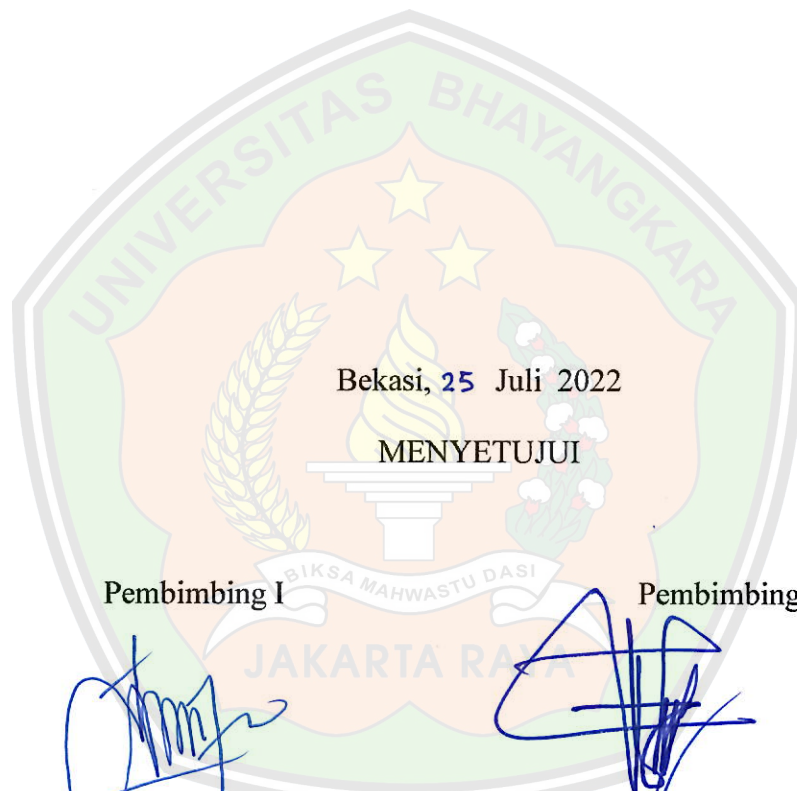 UNIVERSITAS BHAYANGKARA
Bekasi, 25 Juli 2022
MENYETUJUI
Pembimbing I
Pembimbing
BIKSA MAHWASTU DASI
JAKARTA RAYA